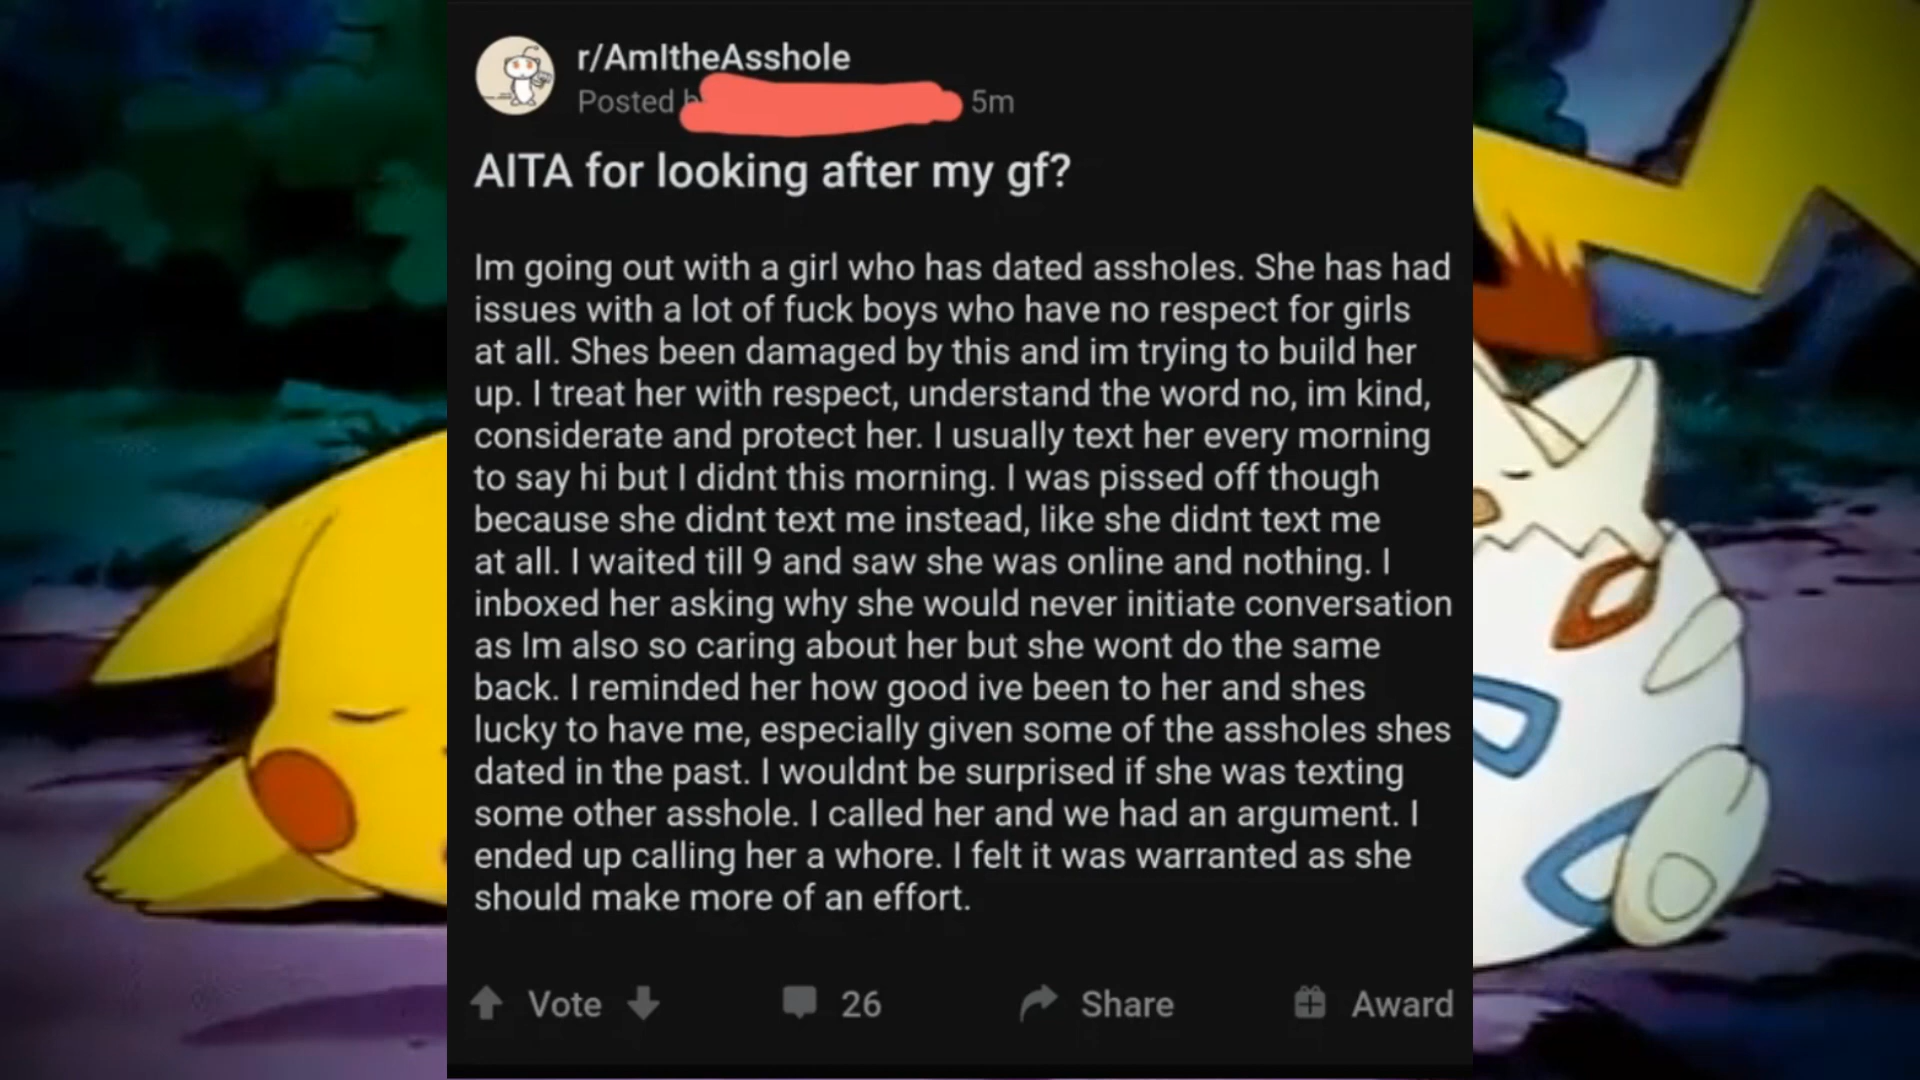 r/AmItheAsshole
Posted 5m
AITA for looking after my gf?
Im going out with a girl who has dated assholes. She has had
issues with a lot of fuck boys who have no respect for girls
at all. Shes been damaged by this and im trying to build her
up. I treat her with respect, understand the word no, im kind,
considerate and protect her. I usually text her every morning
to say hi but I didnt this morning. I was pissed off though
because she didnt text me instead, like she didnt text me
at all. I waited till 9 and saw she was online and nothing. I
inboxed her asking why she would never initiate conversation
as Im also so caring about her but she wont do the same
back. I reminded her how good ive been to her and shes
lucky to have me, especially given some of the assholes shes
dated in the past. I wouldnt be surprised if she was texting
some other asshole. I called her and we had an argument. I
ended up calling her a whore. I felt it was warranted as she
should make more of an effort.
Vote 26 Share Award